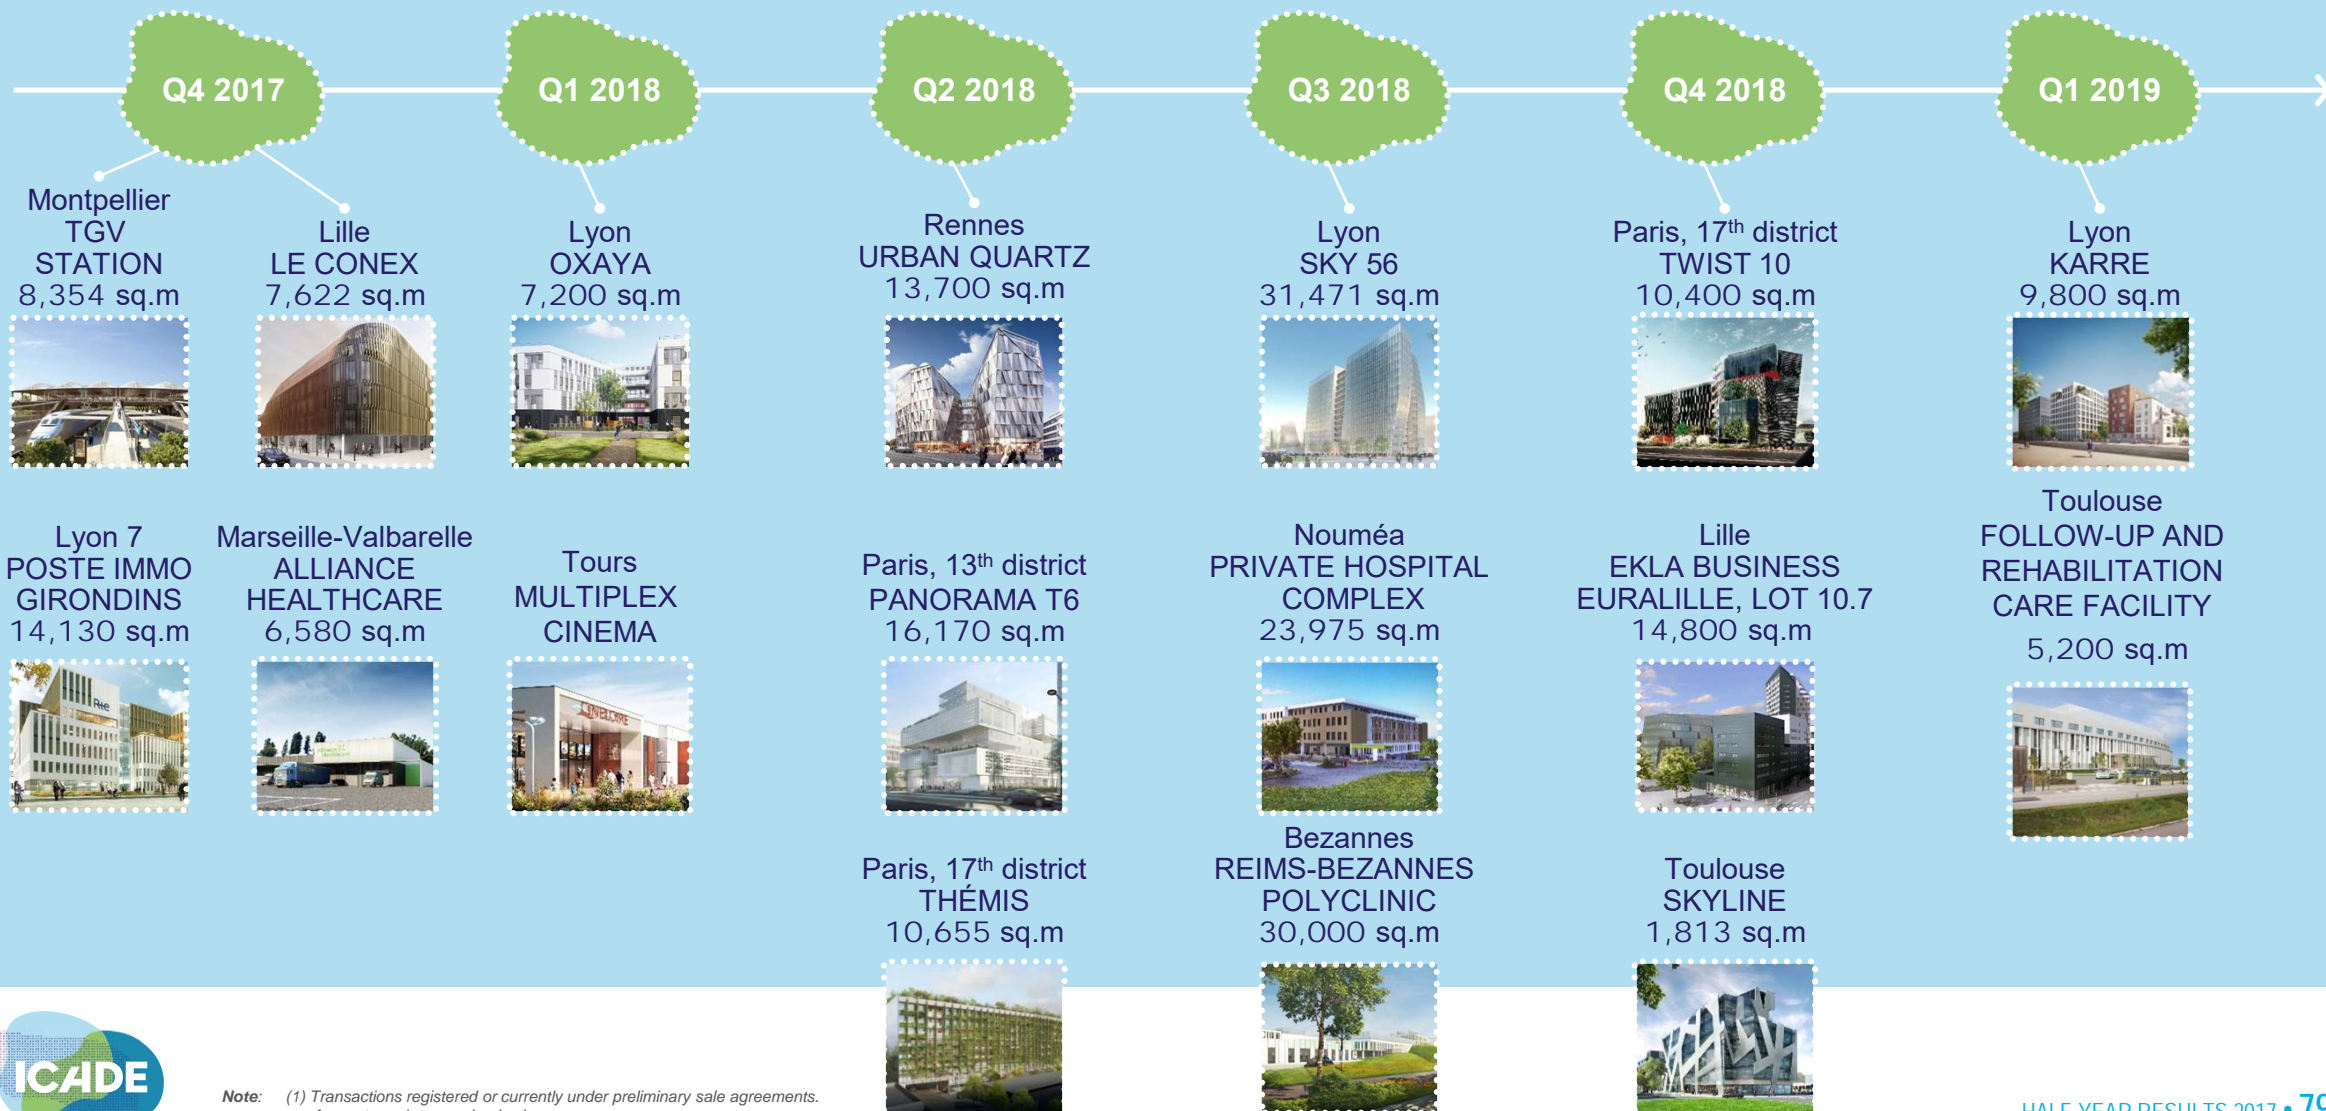 Q4 2017
Q1 2018
Q2 2018
Q3 2018
Q4 2018
Q1 2019
Montpellier
TGV
STATION
8,354 sq.m
Lille
LE CONEX
7,622 sq.m
Lyon
OXAYA
7,200 sq.m
Rennes
URBAN QUARTZ
13,700 sq.m
Lyon
SKY 56
31,471 sq.m
Paris, 17th district
TWIST 10
10,400 sq.m
Lyon
KARRE
9,800 sq.m
Lyon 7
POSTE IMMO
GIRONDINS
14,130 sq.m
Marseille-Valbarelle
ALLIANCE
HEALTHCARE
6,580 sq.m
Tours
MULTIPLEX
CINEMA
Paris, 13th district
PANORAMA T6
16,170 sq.m
Nouméa
PRIVATE HOSPITAL
COMPLEX
23,975 sq.m
Lille
EKLA BUSINESS
EURALILLE, LOT 10.7
14,800 sq.m
Toulouse
FOLLOW-UP AND
REHABILITATION
CARE FACILITY
5,200 sq.m
Paris, 17th district
THÉMIS
10,655 sq.m
Bezannes
REIMS-BEZANNES
POLYCLINIC
30,000 sq.m
Toulouse
SKYLINE
1,813 sq.m
ICADE
Note: (1) Transactions registered or currently under preliminary sale agreements.
HALF-YEAR RESULTS 2017 • 79